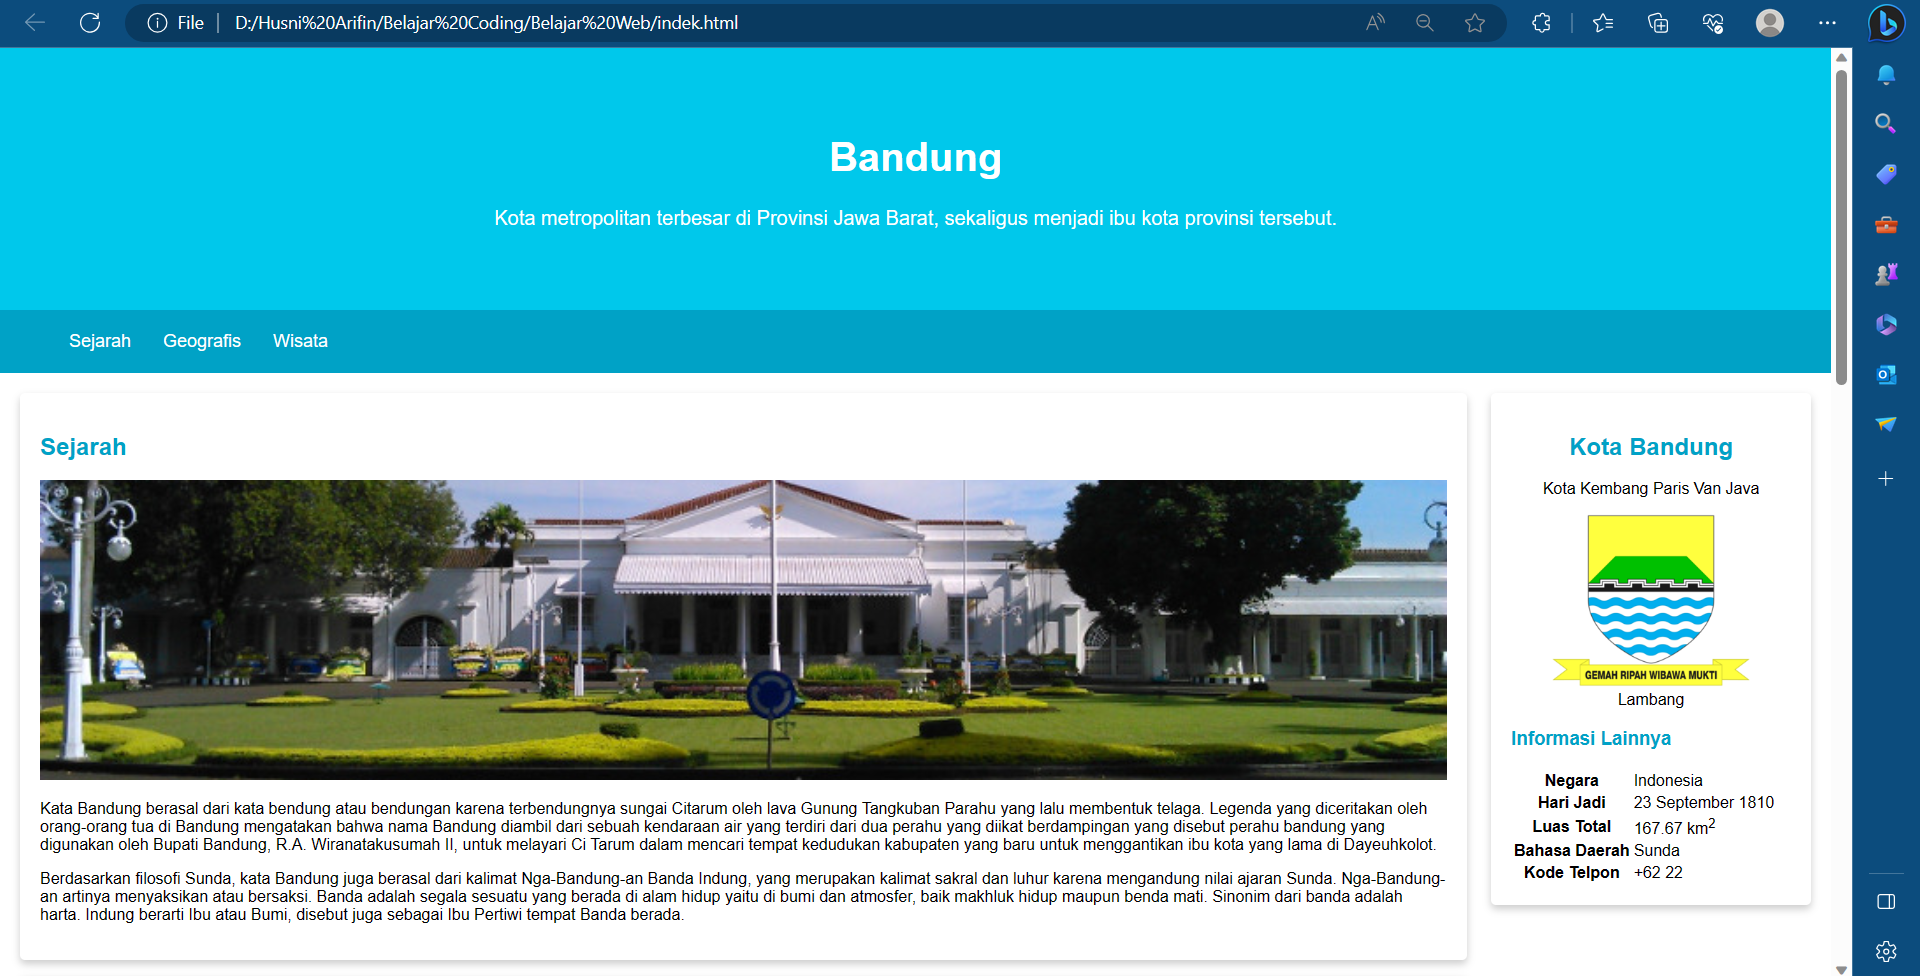 File
D:/Husni%20Arifin/Belajar%20Coding/Belajar%20Web/indek.html
Bandung
Kota metropolitan terbesar di Provinsi Jawa Barat, sekaligus menjadi ibu kota provinsi tersebut.
Sejarah Geografis Wisata
Sejarah
Kata Bandung berasal dari kata bendung atau bendungan karena terbendungnya sungai Citarum oleh lava Gunung Tangkuban Parahu yang lalu membentuk telaga. Legenda yang diceritakan oleh
orang-orang tua di Bandung mengatakan bahwa nama Bandung diambil dari sebuah kendaraan air yang terdiri dari dua perahu yang diikat berdampingan yang disebut perahu bandung yang
digunakan oleh Bupati Bandung, R.A. Wiranatakusumah II, untuk melayari Ci Tarum dalam mencari tempat kedudukan kabupaten yang baru untuk menggantikan ibu kota yang lama di Dayeuhkolot.
Berdasarkan filosofi Sunda, kata Bandung juga berasal dari kalimat Nga-Bandung-an Banda Indung, yang merupakan kalimat sakral dan luhur karena mengandung nilai ajaran Sunda. Nga-Bandung-
an artinya menyaksikan atau bersaksi. Banda adalah segala sesuatu yang berada di alam hidup yaitu di bumi dan atmosfer, baik makhluk hidup maupun benda mati. Sinonim dari banda adalah
harta. Indung berarti Ibu atau Bumi, disebut juga sebagai Ibu Pertiwi tempat Banda berada.
Kota Bandung
Kota Kembang Paris Van Java
GEMAH RIPAH WIBAWA MUKTI
Lambang
Informasi Lainnya
Negara Indonesia
Hari Jadi 23 September 1810
Luas Total 167.67 km²
Bahasa Daerah Sunda
Kode Telpon +62 22